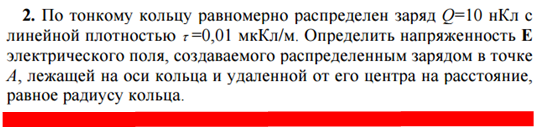 2. По тонкому кольцу равномерно распределен заряд Q=10 нКл с
линейной плотностью τ=0,01 мкКл/м. Определить напряженность E
электрического поля, создаваемого распределенным зарядом в точке
A, лежащей на оси кольца и удаленной от его центра на расстояние,
равное радиусу кольца.